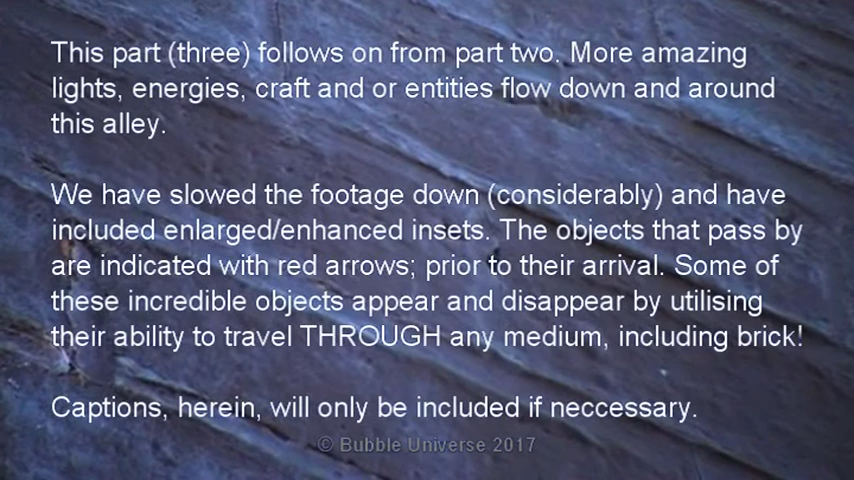 This part (three) follows on from part two. More amazing
lights, energies, craft and or entities flow down and around
this alley.
We have slowed the footage down (considerably) and have
included enlarged/enhanced insets. The objects that pass by
are indicated with red arrows; prior to their arrival. Some of
these incredible objects appear and disappear by utilising
their ability to travel THROUGH any medium, including brick!
Captions, herein, will only be included if neccessary.
© Bubble Universe 2017